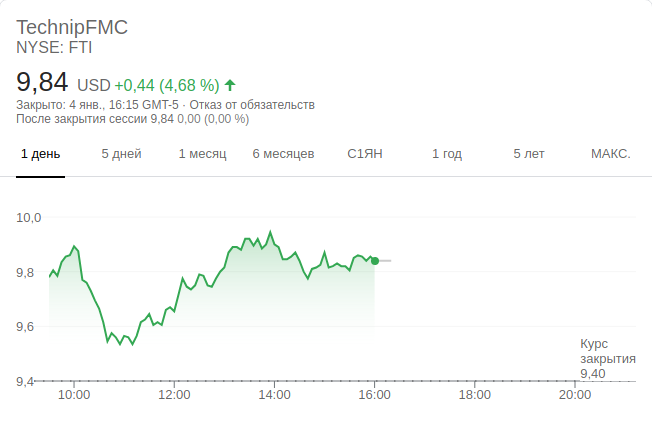 TechnipFMC
NYSE: FTI
9,84 USD +0,44 (4,68 %)
Закрыто: 4 янв., 16:15 GMT-5 · Отказ от обязательств
После закрытия сессии 9,84 0,00 (0,00 %)
1 день 5 дней 1 месяц 6 месяцев С1ЯН 1 год 5 лет МАКС.
10,0
9,8
9,6
Курс
закрытия
9,40
9,4
10:00 12:00 14:00 16:00 18:00 20:00